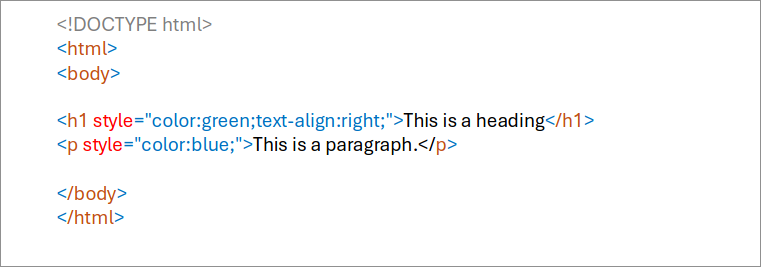 <!DOCTYPE html>
<html>
<body>
<h1 style="color:green;text-align:right;">This is a heading</h1>
<p style="color:blue;">This is a paragraph.</p>
</body>
</html>